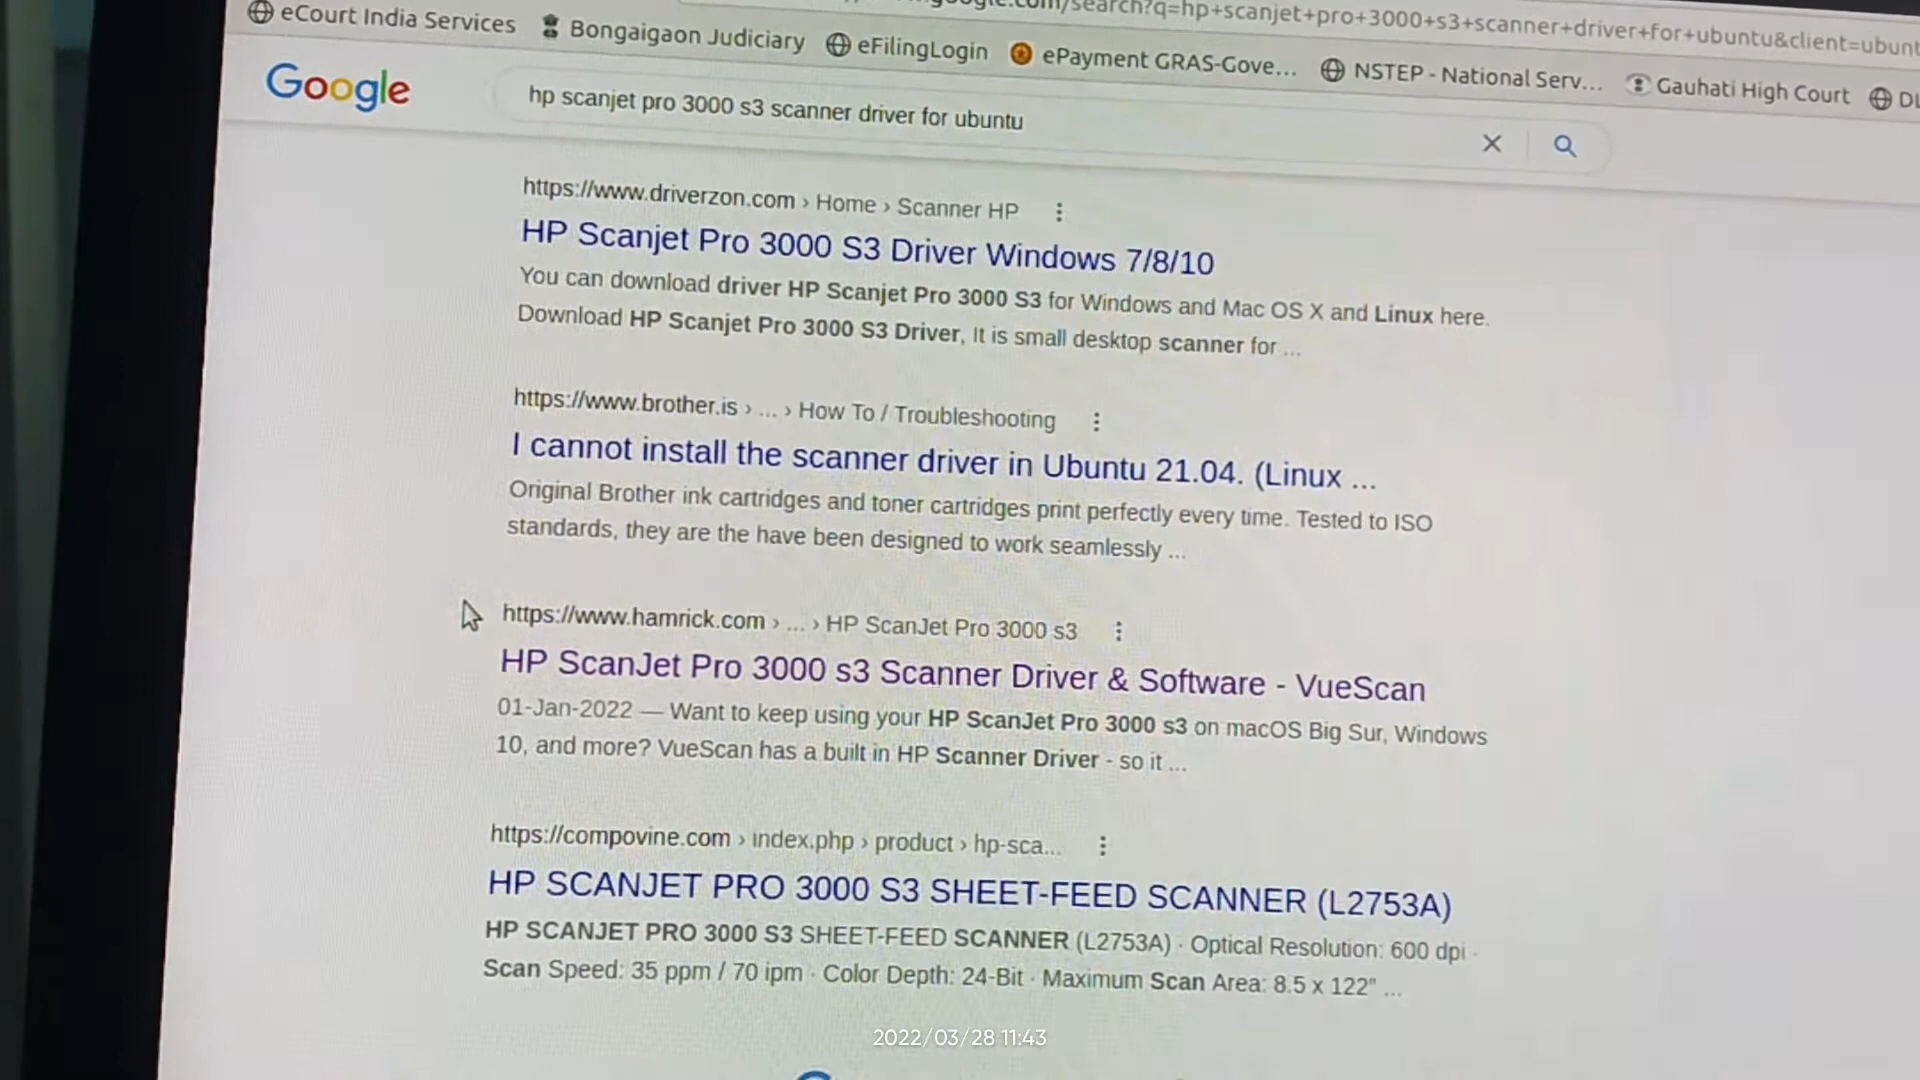 google.com/search?q=hp+scanjet+pro+3000+s3+scanner+driver+for+ubuntu&client=ubunt
eCourt India Services Bongaigaon Judiciary eFilingLogin ePayment GRAS-Gove... NSTEP - National Serv... Gauhati High Court
Google
hp scanjet pro 3000 s3 scanner driver for ubuntu
https://www.driverzon.com › Home › Scanner HP
HP Scanjet Pro 3000 S3 Driver Windows 7/8/10
You can download driver HP Scanjet Pro 3000 S3 for Windows and Mac OS X and Linux here.
Download HP Scanjet Pro 3000 S3 Driver, It is small desktop scanner for ...
https://www.brother.is › ... › How To / Troubleshooting
I cannot install the scanner driver in Ubuntu 21.04. (Linux ...
Original Brother ink cartridges and toner cartridges print perfectly every time. Tested to ISO
standards, they are the have been designed to work seamlessly ...
https://www.hamrick.com › ... › HP ScanJet Pro 3000 s3
HP ScanJet Pro 3000 s3 Scanner Driver & Software - VueScan
01-Jan-2022 — Want to keep using your HP ScanJet Pro 3000 s3 on macOS Big Sur, Windows
10, and more? VueScan has a built in HP Scanner Driver - so it ...
https://compovine.com › index.php › product › hp-sca...
HP SCANJET PRO 3000 S3 SHEET-FEED SCANNER (L2753A)
HP SCANJET PRO 3000 S3 SHEET-FEED SCANNER (L2753A) · Optical Resolution: 600 dpi ·
Scan Speed: 35 ppm / 70 ipm · Color Depth: 24-Bit · Maximum Scan Area: 8.5 x 122" ...
2022/03/28 11:43